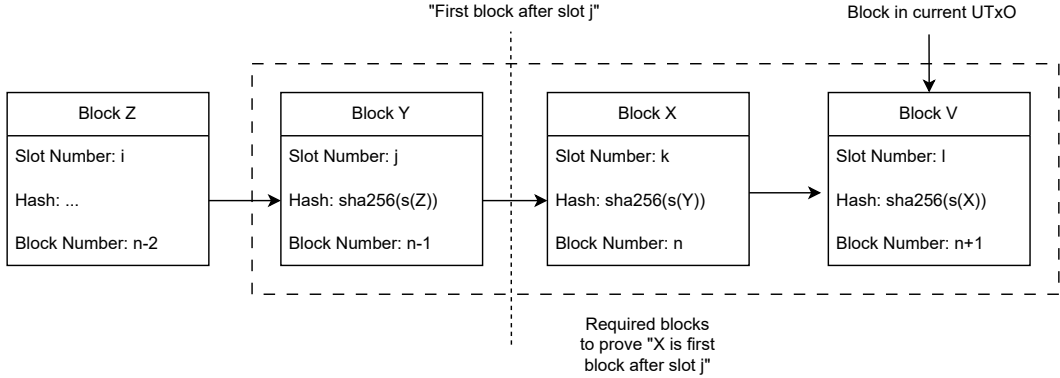 "First block after slot j"
Block in current UTxO
Block Z
Slot Number: i
Hash: ...
Block Number: n-2
Block Y
Slot Number: j
Hash: sha256(s(Z))
Block Number: n-1
Block X
Slot Number: k
Hash: sha256(s(Y))
Block Number: n
Block V
Slot Number: l
Hash: sha256(s(X))
Block Number: n+1
Required blocks
to prove "X is first
block after slot j"